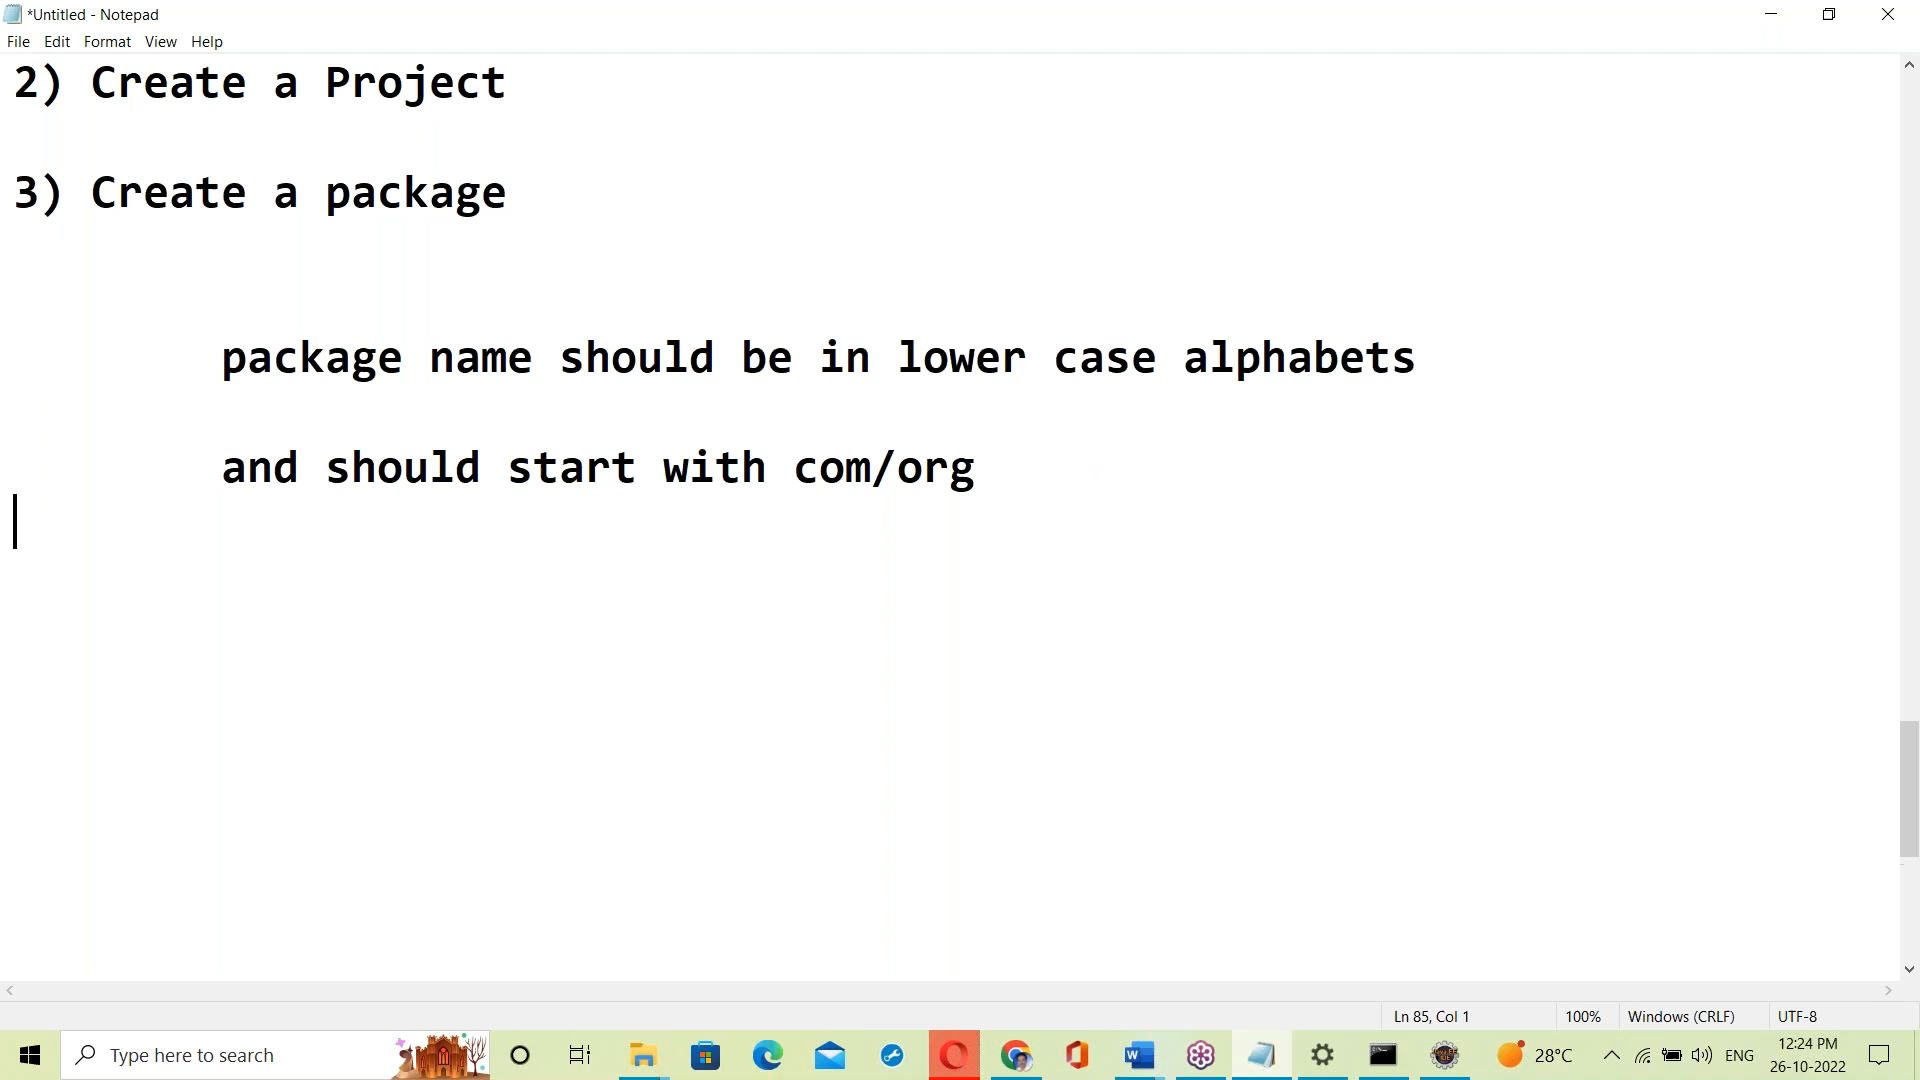 *Untitled - Notepad
File Edit Format View Help
2) Create a Project
3) Create a package
package name should be in lower case alphabets
and should start with com/org
Ln 85, Col 1 100% Windows (CRLF) UTF-8
Type here to search
28°C ENG 12:24 PM
26-10-2022